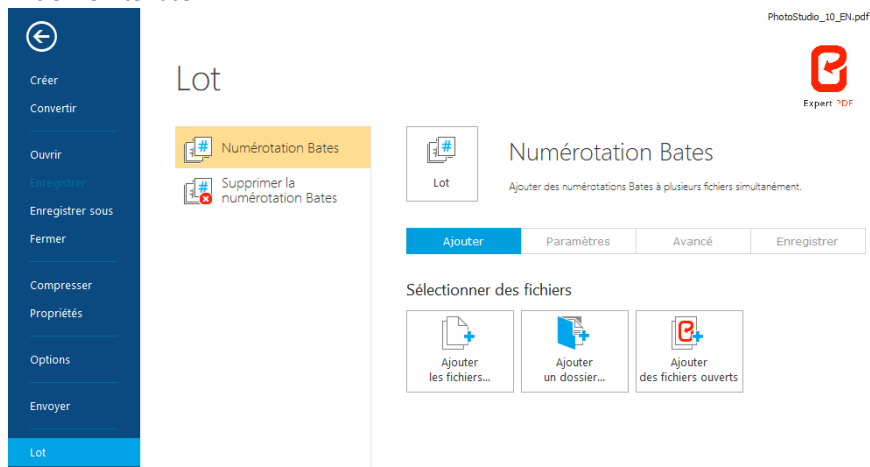 PhotoStudio_10_EN.pdf
Créer
Convertir
Ouvrir
Enregistrer
Enregistrer sous
Fermer
Compresser
Propriétés
Options
Envoyer
Lot
Lot
Expert PDF
Numérotation Bates
Supprimer la
numérotation Bates
Lot
Numérotation Bates
Ajouter des numérotations Bates à plusieurs fichiers simultanément.
Ajouter
Paramètres
Avancé
Enregistrer
Sélectionner des fichiers
Ajouter
les fichiers...
Ajouter
un dossier...
Ajouter
des fichiers ouverts